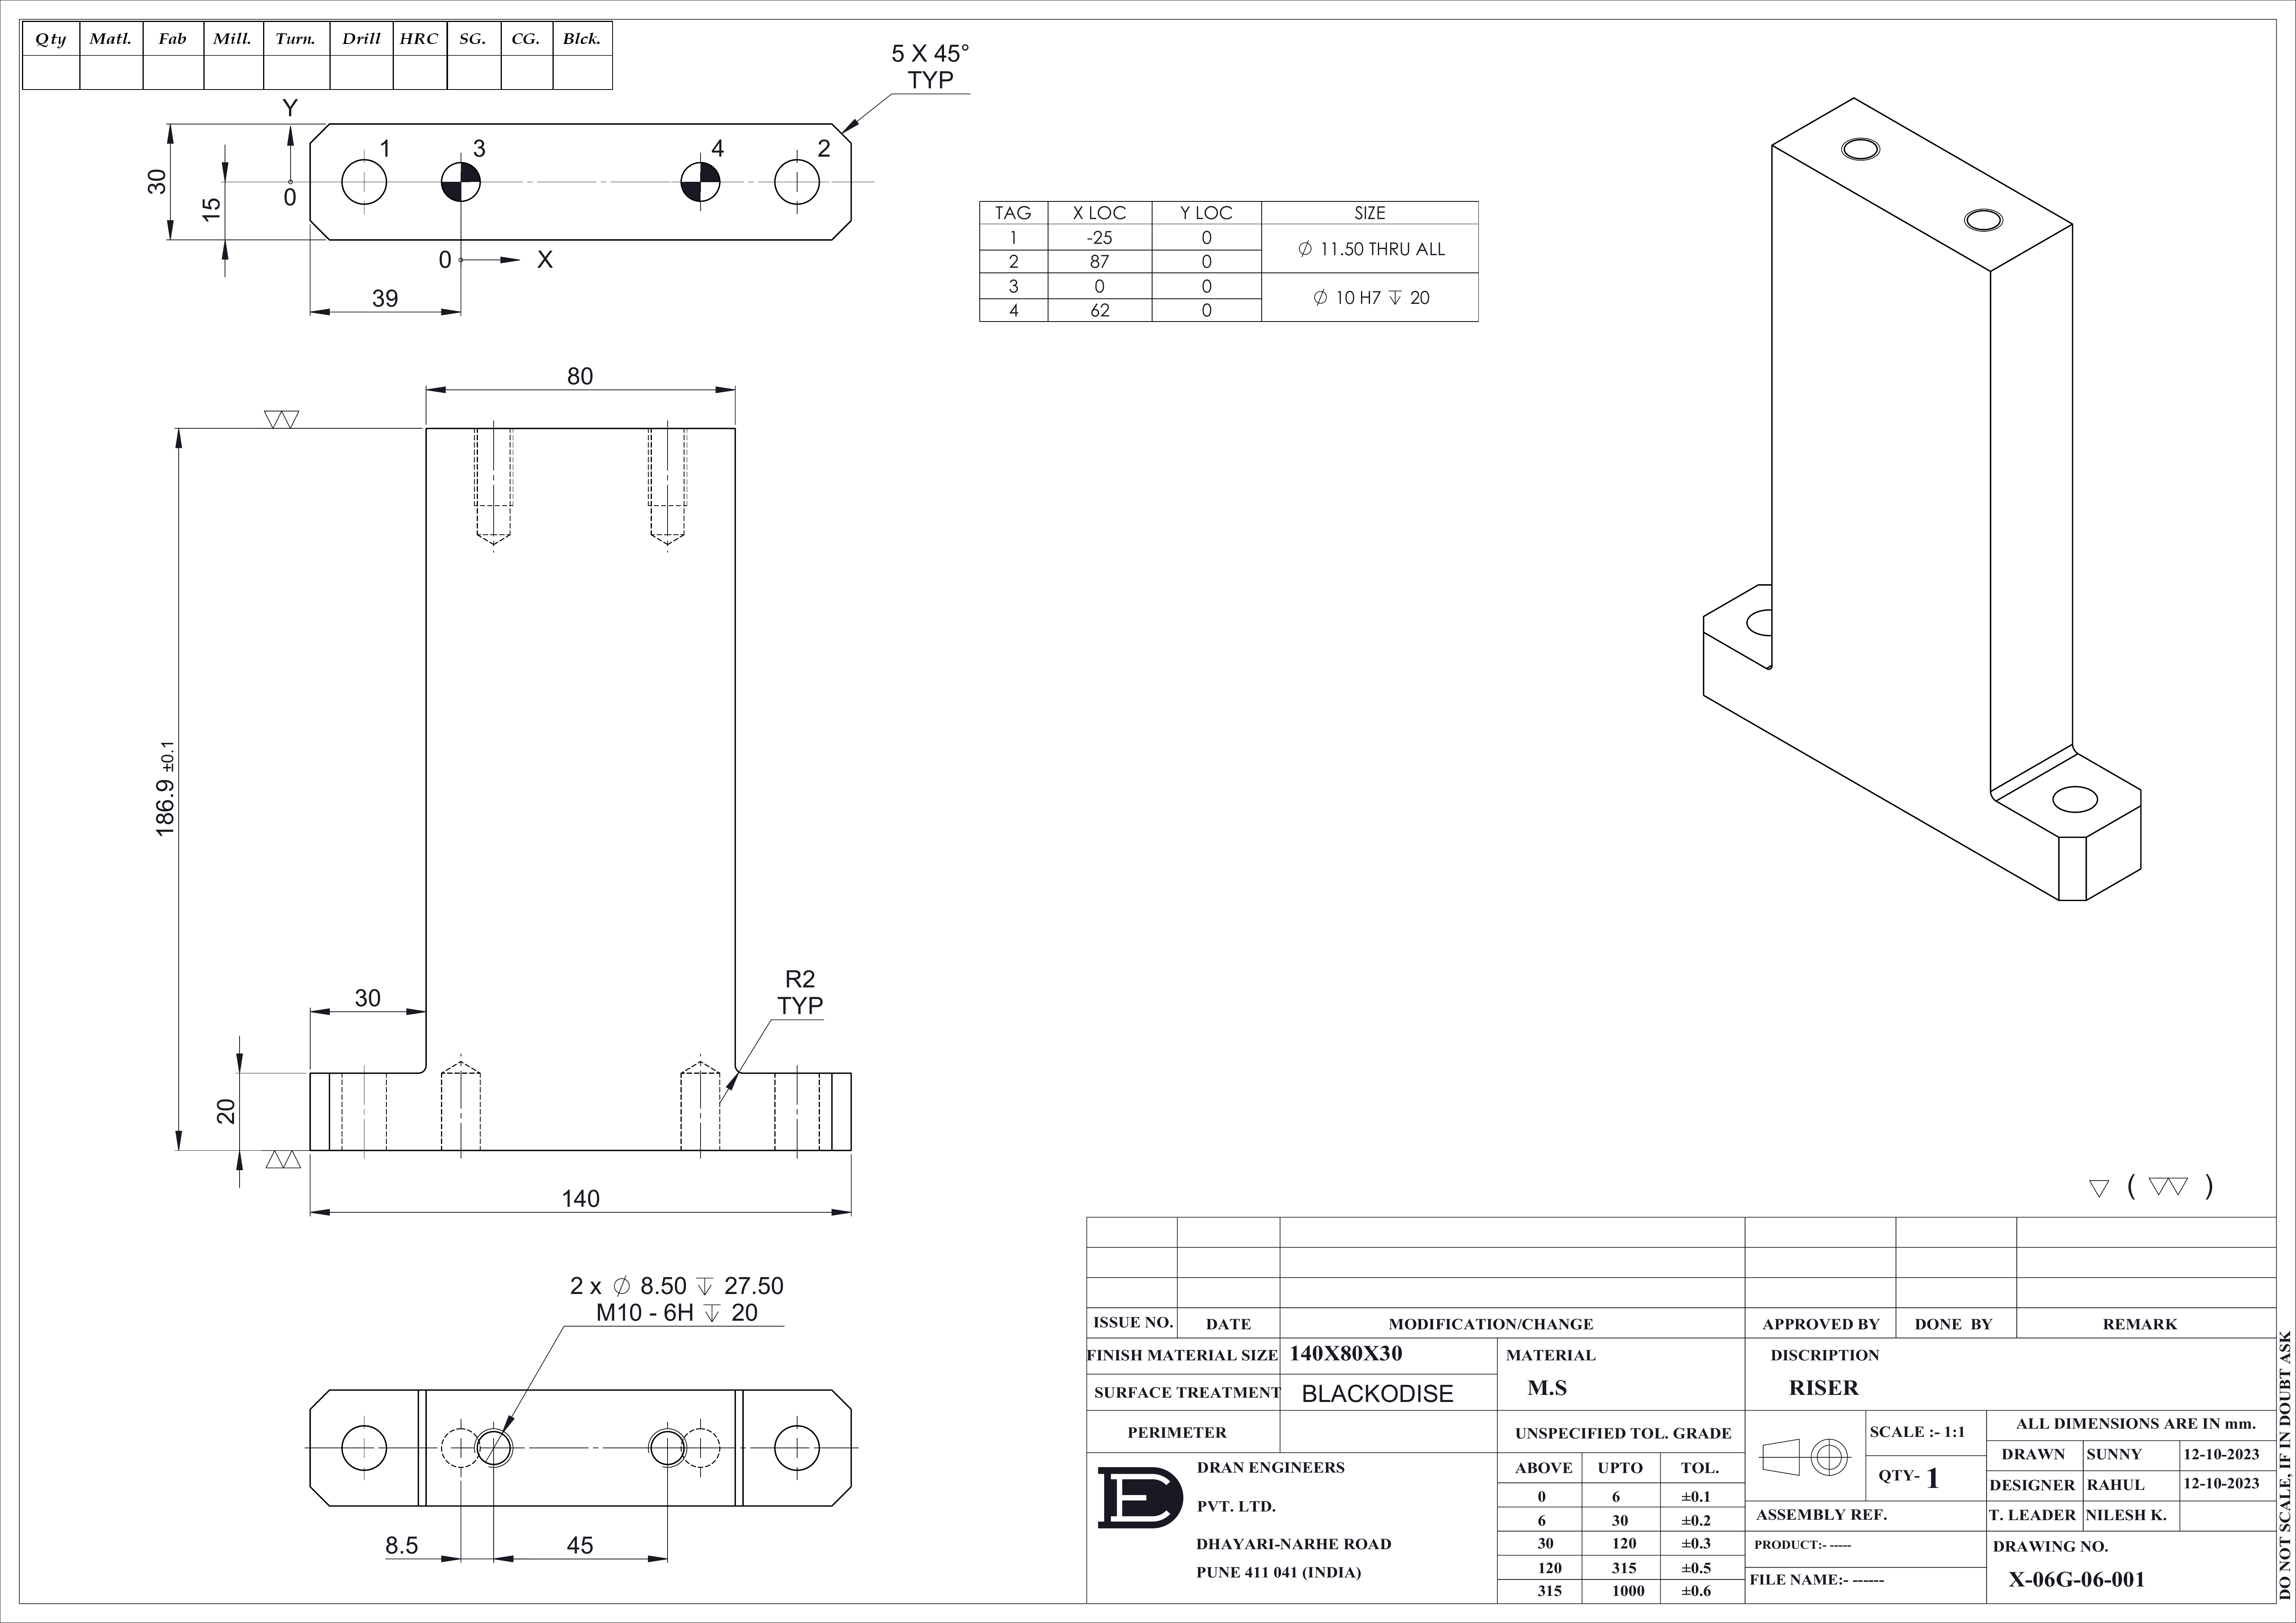 Qty Matl. Fab Mill. Turn. Drill HRC SG. CG. Blck.
5 X 45°
TYP
Y
1 3 4 2
30
15
0
0 X
39
TAG X LOC Y LOC SIZE
1 -25 0 ∅ 11.50 THRU ALL
2 87 0
3 0 0 ∅ 10 H7 ↧ 20
4 62 0
80
186.9 ±0.1
30
R2
TYP
20
140
2 x ∅ 8.50 ↧ 27.50
M10 - 6H ↧ 20
8.5 45
( )
ISSUE NO. DATE MODIFICATION/CHANGE APPROVED BY DONE BY REMARK
FINISH MATERIAL SIZE 140X80X30
SURFACE TREATMENT BLACKODISE
PERIMETER
MATERIAL
M.S
DISCRIPTION
RISER
DRAN ENGINEERS
PVT. LTD.
DHAYARI-NARHE ROAD
PUNE 411 041 (INDIA)
UNSPECIFIED TOL. GRADE
ABOVE UPTO TOL.
0 6 ±0.1
6 30 ±0.2
30 120 ±0.3
120 315 ±0.5
315 1000 ±0.6
SCALE :- 1:1
QTY- 1
ASSEMBLY REF.
PRODUCT:- -----
FILE NAME:- ------
ALL DIMENSIONS ARE IN mm.
DRAWN SUNNY 12-10-2023
DESIGNER RAHUL 12-10-2023
T. LEADER NILESH K.
DRAWING NO.
X-06G-06-001
DO NOT SCALE, IF IN DOUBT ASK